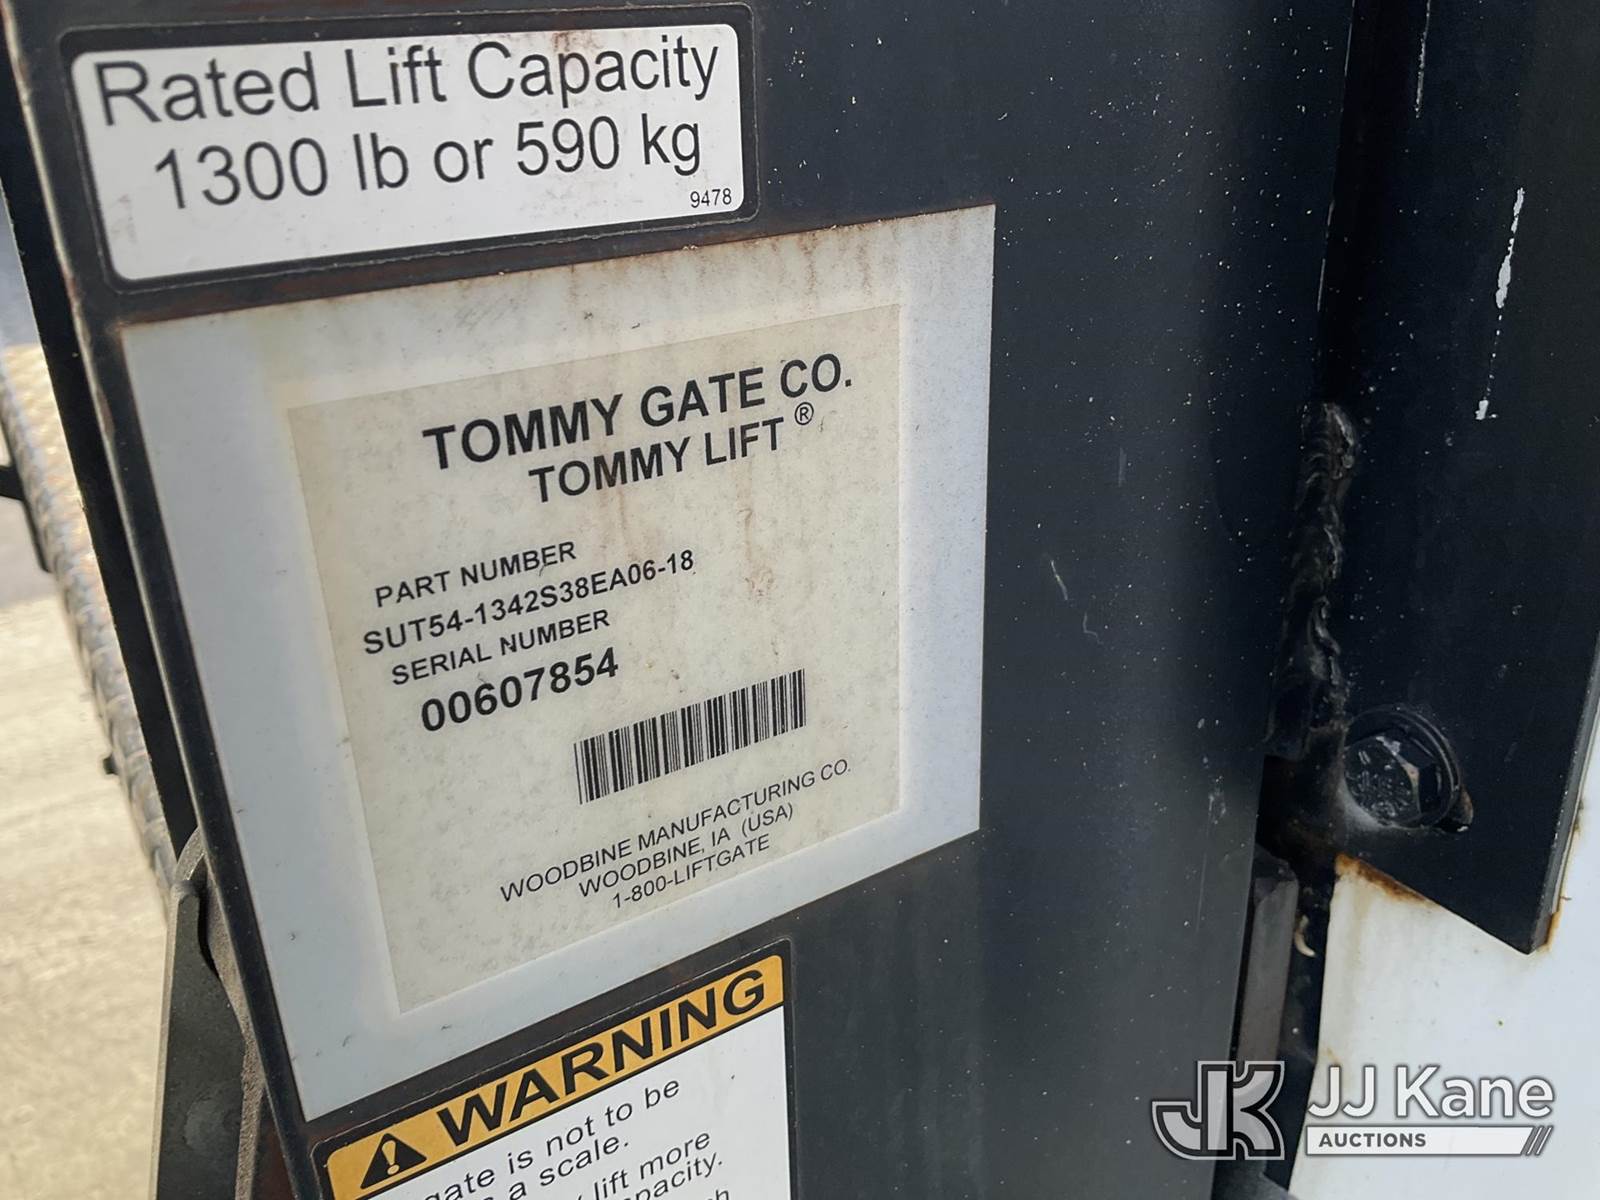 Rated Lift Capacity
1300 lb or 590 kg
9478
TOMMY GATE CO.
TOMMY LIFT ®
PART NUMBER
SUT54-1342S38EA06-18
SERIAL NUMBER
00607854
WOODBINE MANUFACTURING CO.
WOODBINE, IA (USA)
1-800-LIFTGATE
WARNING
gate is not to be
a scale.
lift more
JK JJ Kane
AUCTIONS